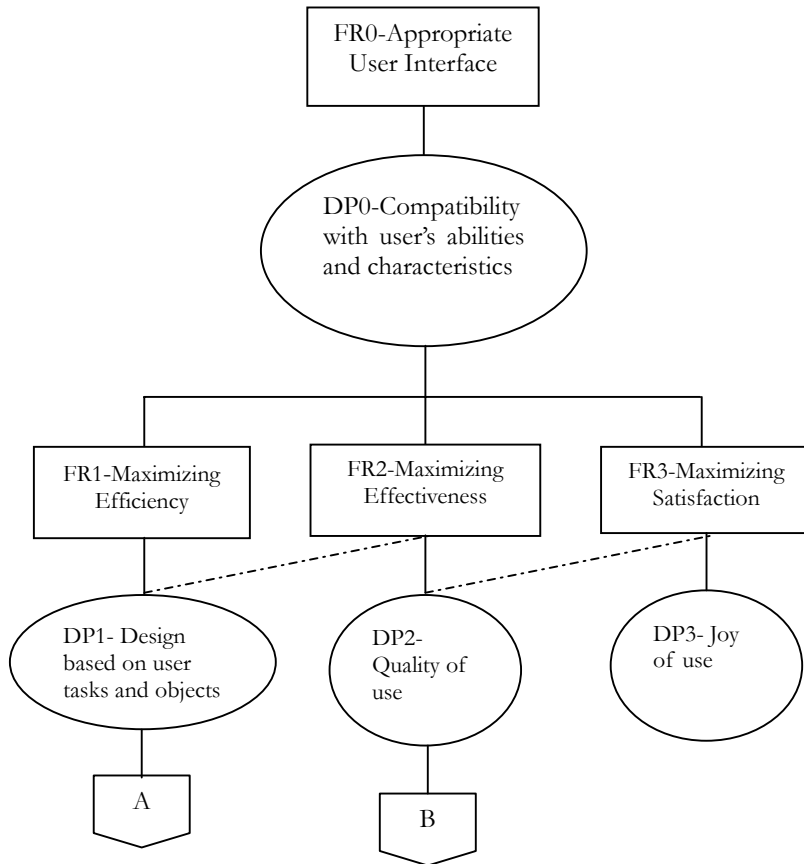 FR0-Appropriate
User Interface
DP0-Compatibility
with user's abilities
and characteristics
FR1-Maximizing
Efficiency
FR2-Maximizing
Effectiveness
FR3-Maximizing
Satisfaction
DP1- Design
based on user
tasks and objects
DP2-
Quality of
use
DP3- Joy
of use
A
B